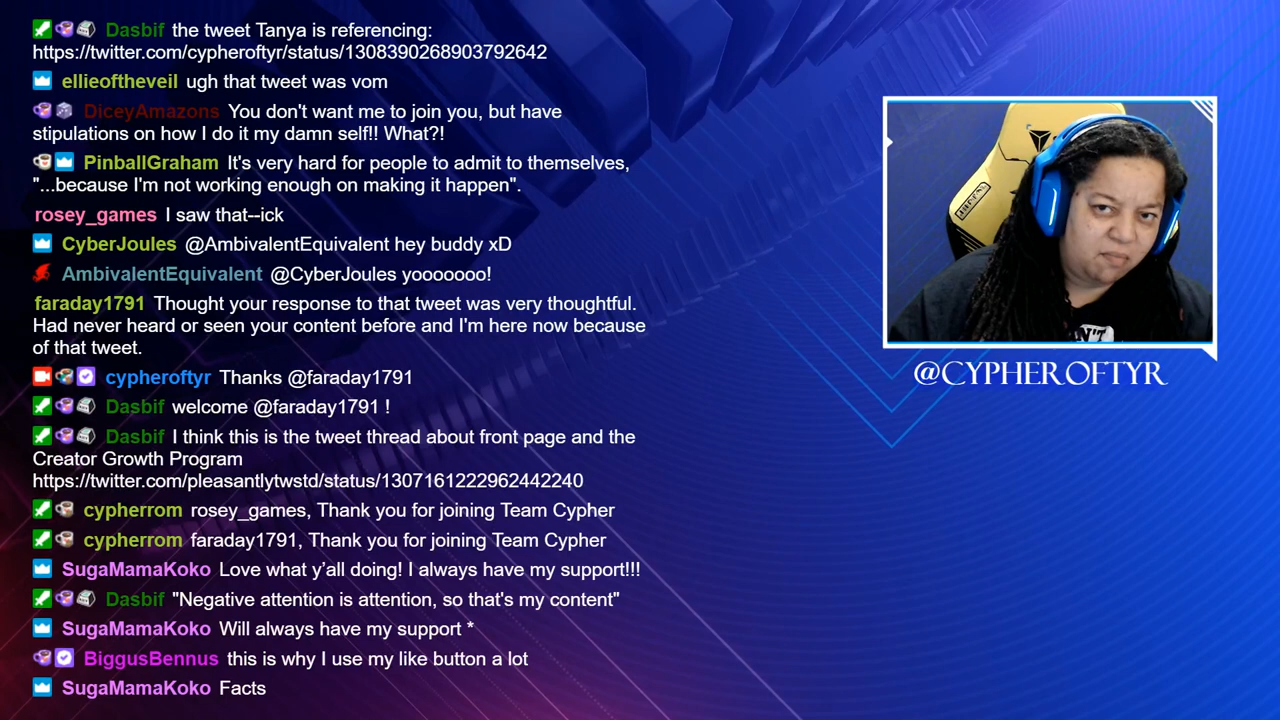 Dasbif the tweet Tanya is referencing:
https://twitter.com/cypheroftyr/status/1308390268903792642
ellieoftheveil ugh that tweet was vom
DiceyAmazons You don't want me to join you, but have
stipulations on how I do it my damn self!! What?!
PinballGraham It's very hard for people to admit to themselves,
"...because I'm not working enough on making it happen".
rosey_games I saw that--ick
CyberJoules @AmbivalentEquivalent hey buddy xD
AmbivalentEquivalent @CyberJoules yooooooo!
faraday1791 Thought your response to that tweet was very thoughtful.
Had never heard or seen your content before and I'm here now because
of that tweet.
cypheroftyr Thanks @faraday1791
Dasbif welcome @faraday1791 !
Dasbif I think this is the tweet thread about front page and the
Creator Growth Program
https://twitter.com/pleasantlytwstd/status/1307161222962442240
cypherrom rosey_games, Thank you for joining Team Cypher
cypherrom faraday1791, Thank you for joining Team Cypher
SugaMamaKoko Love what y'all doing! I always have my support!!!
Dasbif "Negative attention is attention, so that's my content"
SugaMamaKoko Will always have my support *
BiggusBennus this is why I use my like button a lot
SugaMamaKoko Facts
@CYPHEROFTYR